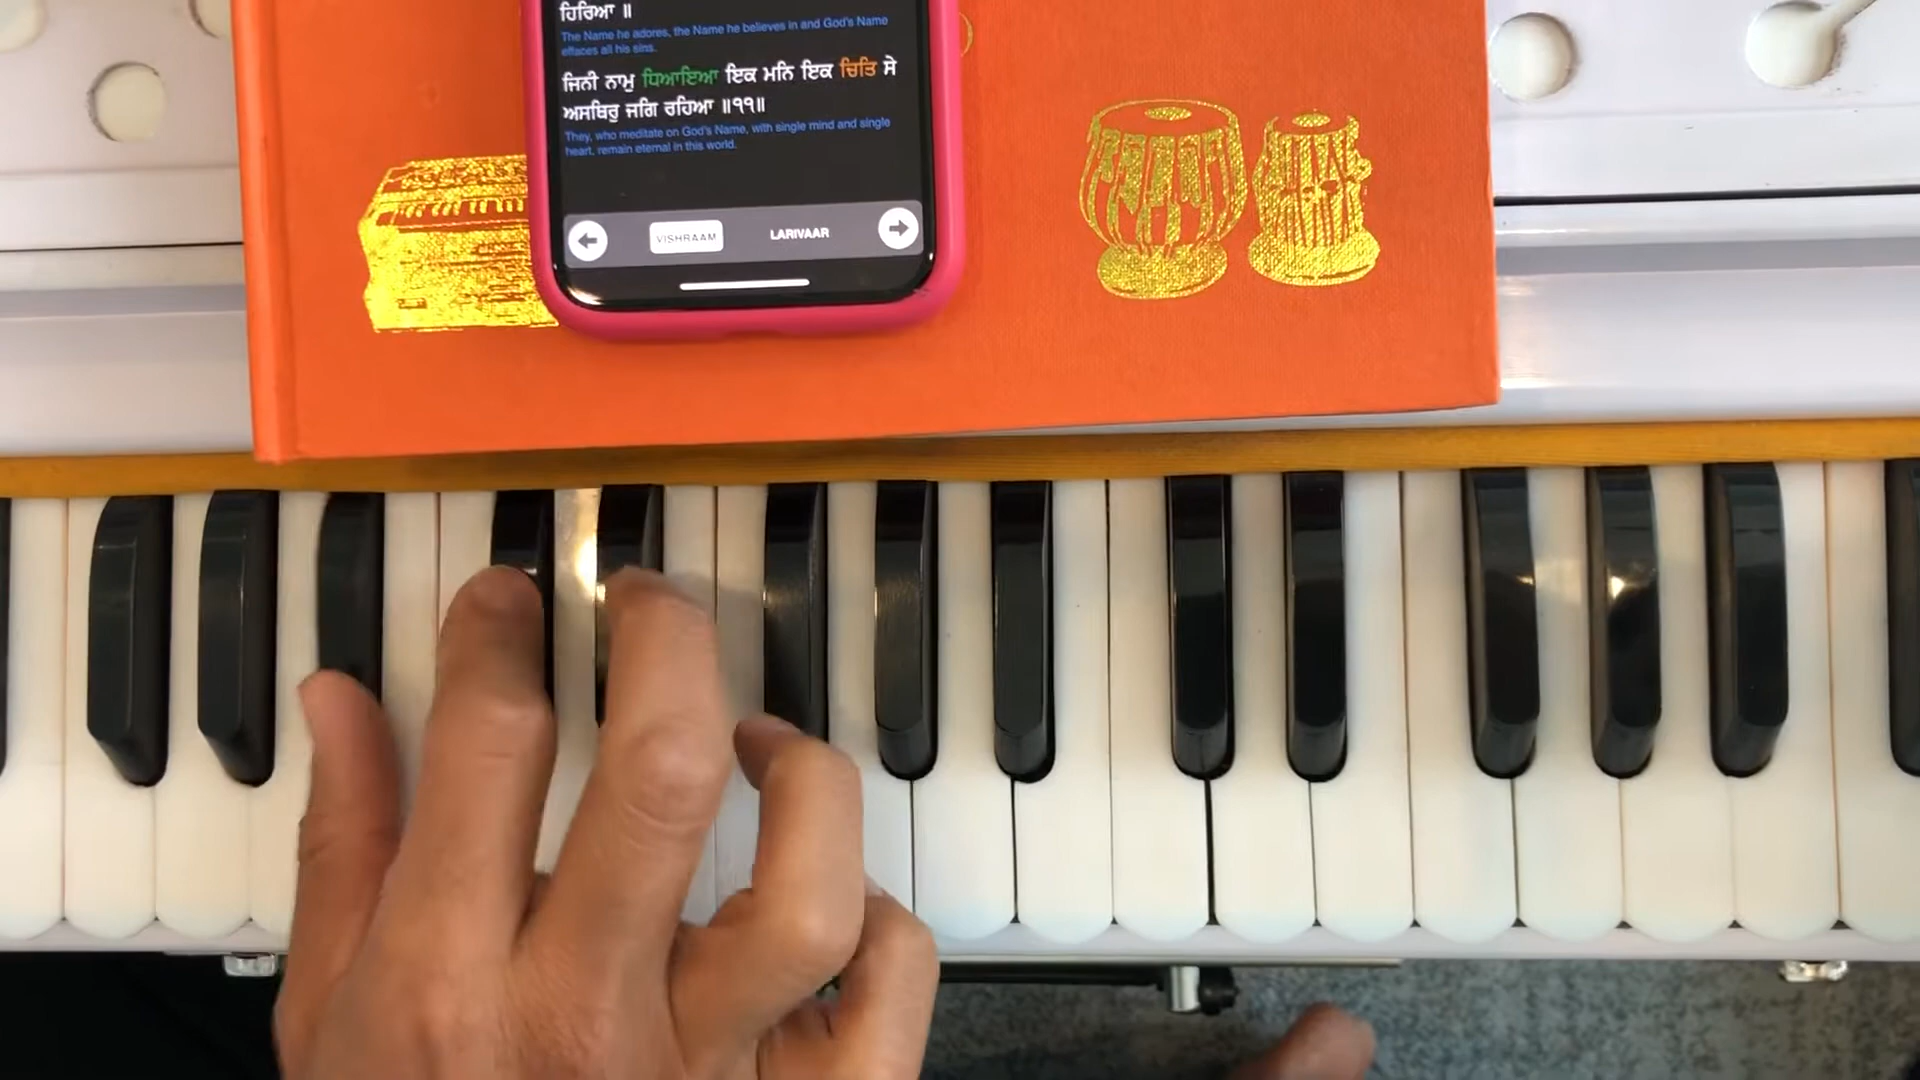 ਹਿਰਿਆ ॥
The Name he adores, the Name he believes in and God's Name
effaces all his sins.
ਜਿਨੀ ਨਾਮੁ ਧਿਆਇਆ ਇਕ ਮਨਿ ਇਕ ਚਿਤਿ ਸੇ
ਅਸਥਿਰੁ ਜਗਿ ਰਹਿਆ ॥੧੧॥
They, who meditate on God's Name, with single mind and single
heart, remain eternal in this world.
VISHRAAM LARIVAAR